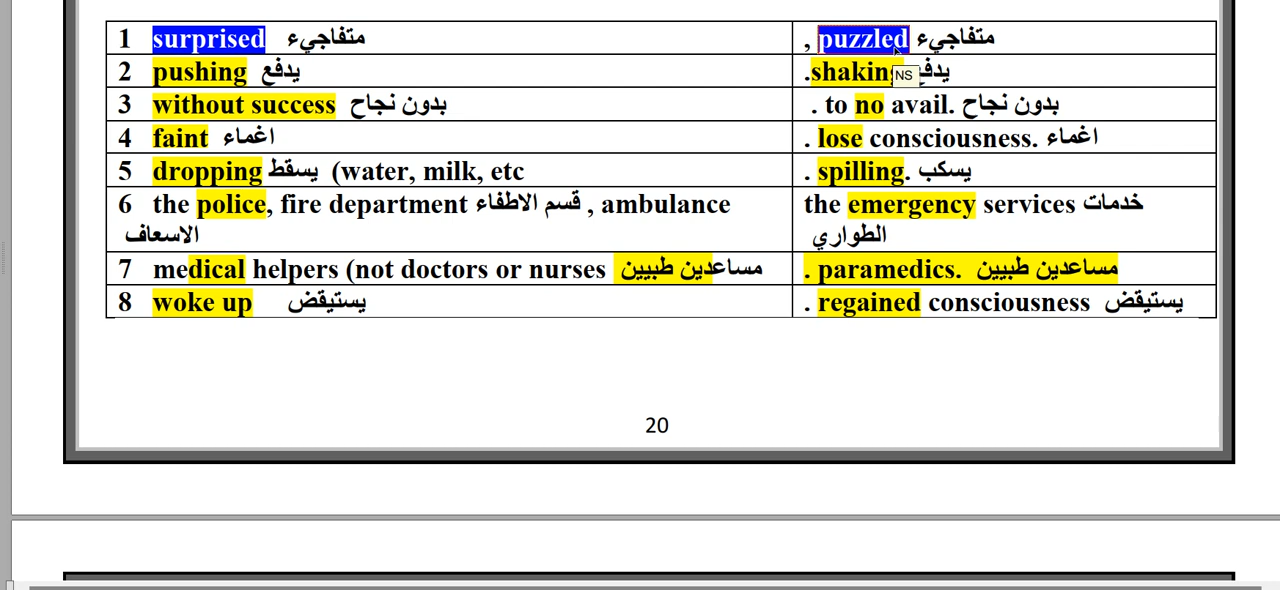 1 surprised متفاجيء , puzzled متفاجيء
2 pushing يدفع .shaking يدفع
NS
3 without success بدون نجاح . to no avail. بدون نجاح
4 faint اغماء . lose consciousness. اغماء
5 dropping يسقط (water, milk, etc . spilling. يسكب
6 the police, fire department قسم الاطفاء , ambulance الاسعاف the emergency services خدمات الطواري
7 medical helpers (not doctors or nurses مساعدين طبيين . paramedics. مساعدين طبيين
8 woke up يستيقض . regained consciousness يستيقض
20